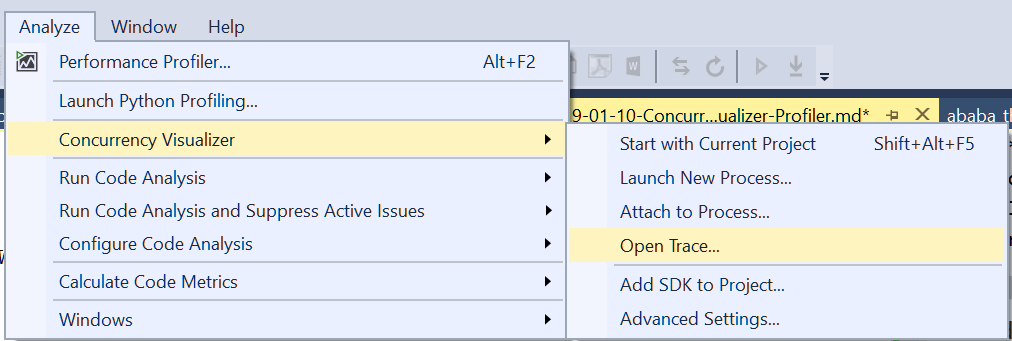 Analyze Window Help
Performance Profiler... Alt+F2
Launch Python Profiling...
9-01-10-Concurr...ualizer-Profiler.md* ababa
Concurrency Visualizer
Start with Current Project Shift+Alt+F5
Run Code Analysis
Launch New Process...
Run Code Analysis and Suppress Active Issues
Attach to Process...
Configure Code Analysis
Open Trace...
Calculate Code Metrics
Add SDK to Project...
Windows
Advanced Settings...